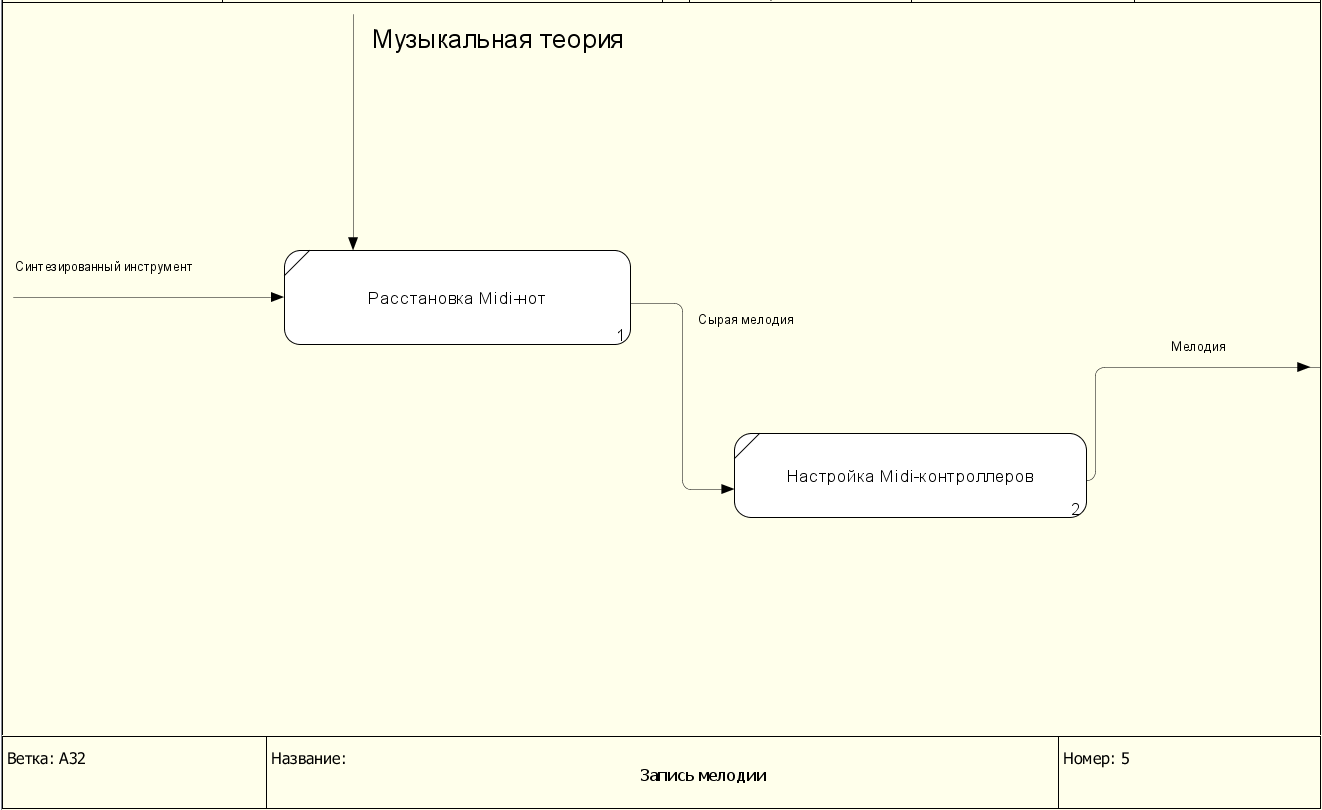 Музыкальная теория
Синтезированный инструмент
Расстановка Midi-нот
1
Сырая мелодия
Мелодия
Настройка Midi-контроллеров
2
Ветка: A32
Название:
Запись мелодии
Номер: 5